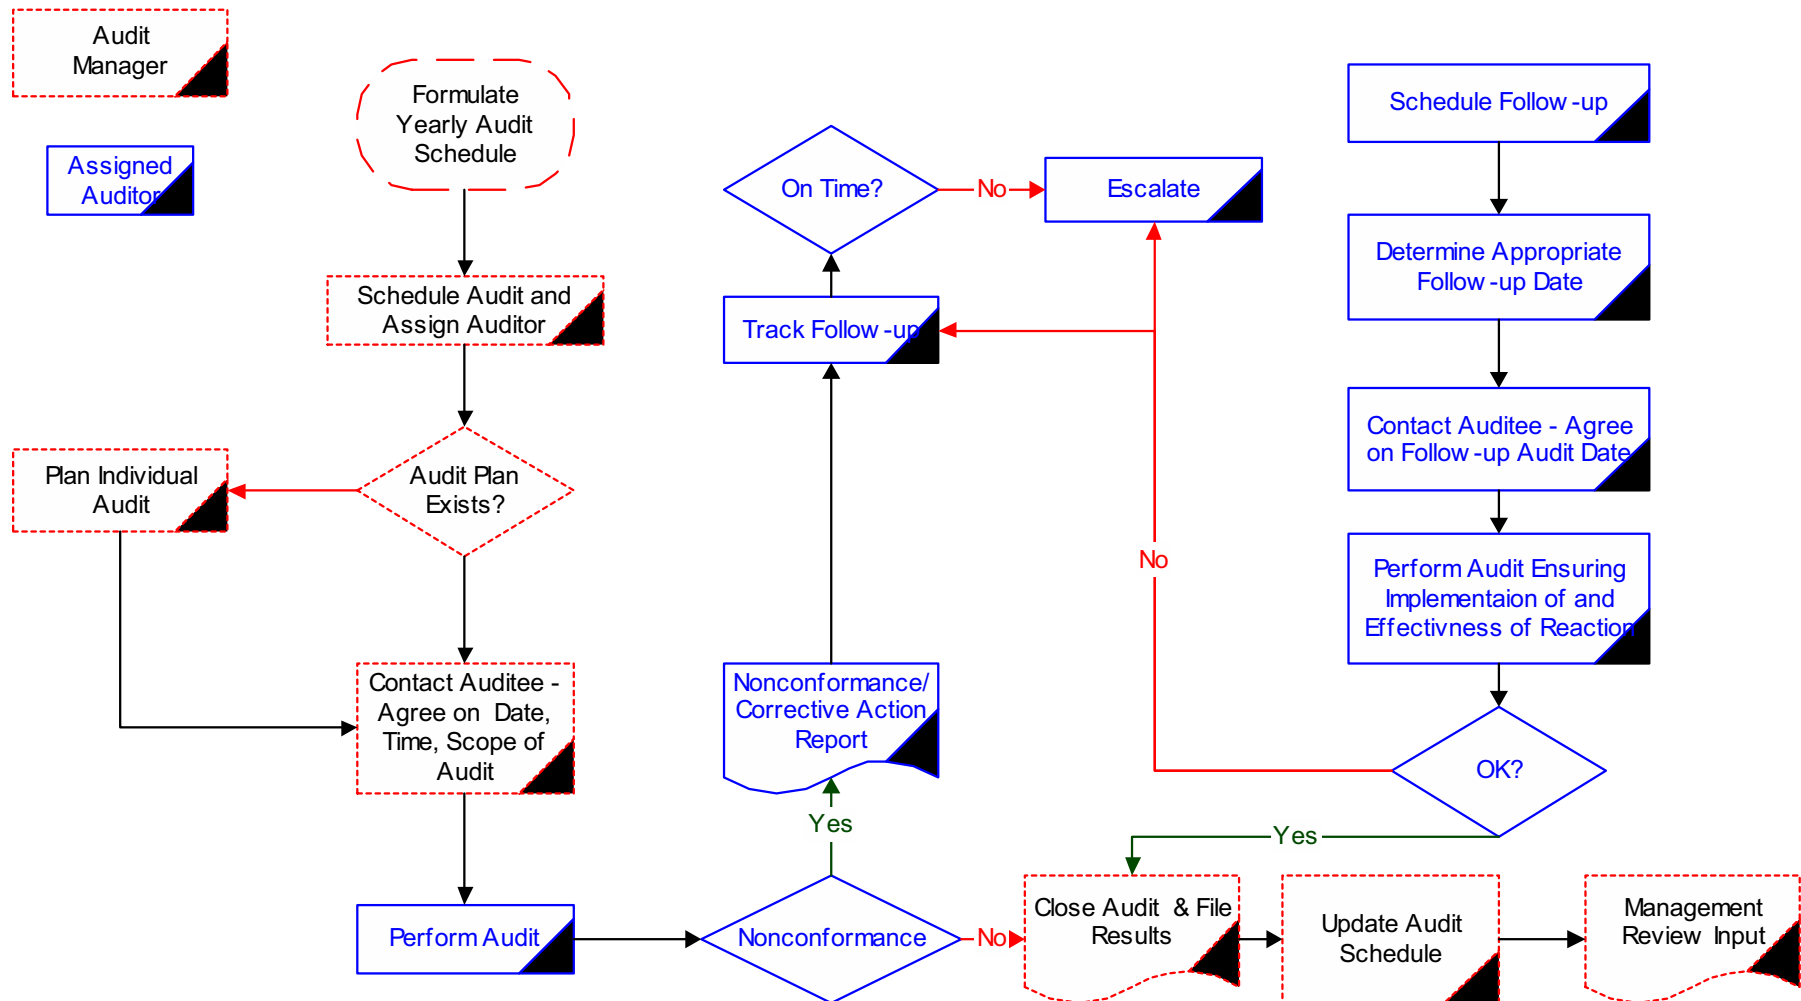 Audit
Manager
Assigned
Auditor
Formulate
Yearly Audit
Schedule
Schedule Audit and
Assign Auditor
Audit Plan
Exists?
Plan Individual
Audit
Contact Auditee -
Agree on Date,
Time, Scope of
Audit
Perform Audit
Nonconformance
Yes
No
Nonconformance/
Corrective Action
Report
Track Follow-up
On Time?
No
Escalate
Schedule Follow-up
Determine Appropriate
Follow-up Date
Contact Auditee - Agree
on Follow-up Audit Date
Perform Audit Ensuring
Implementaion of and
Effectivness of Reaction
OK?
No
Yes
Close Audit & File
Results
Update Audit
Schedule
Management
Review Input